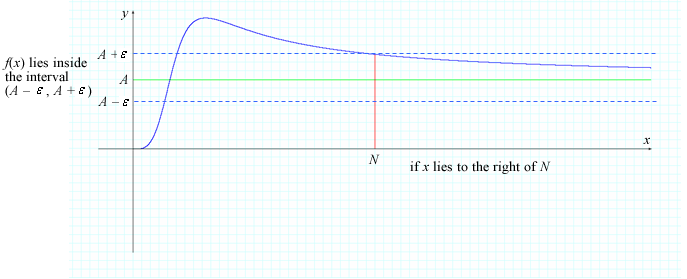 y
A + ε
f(x) lies inside
the interval
(A − ε , A + ε)
A
A − ε
x
N
if x lies to the right of N